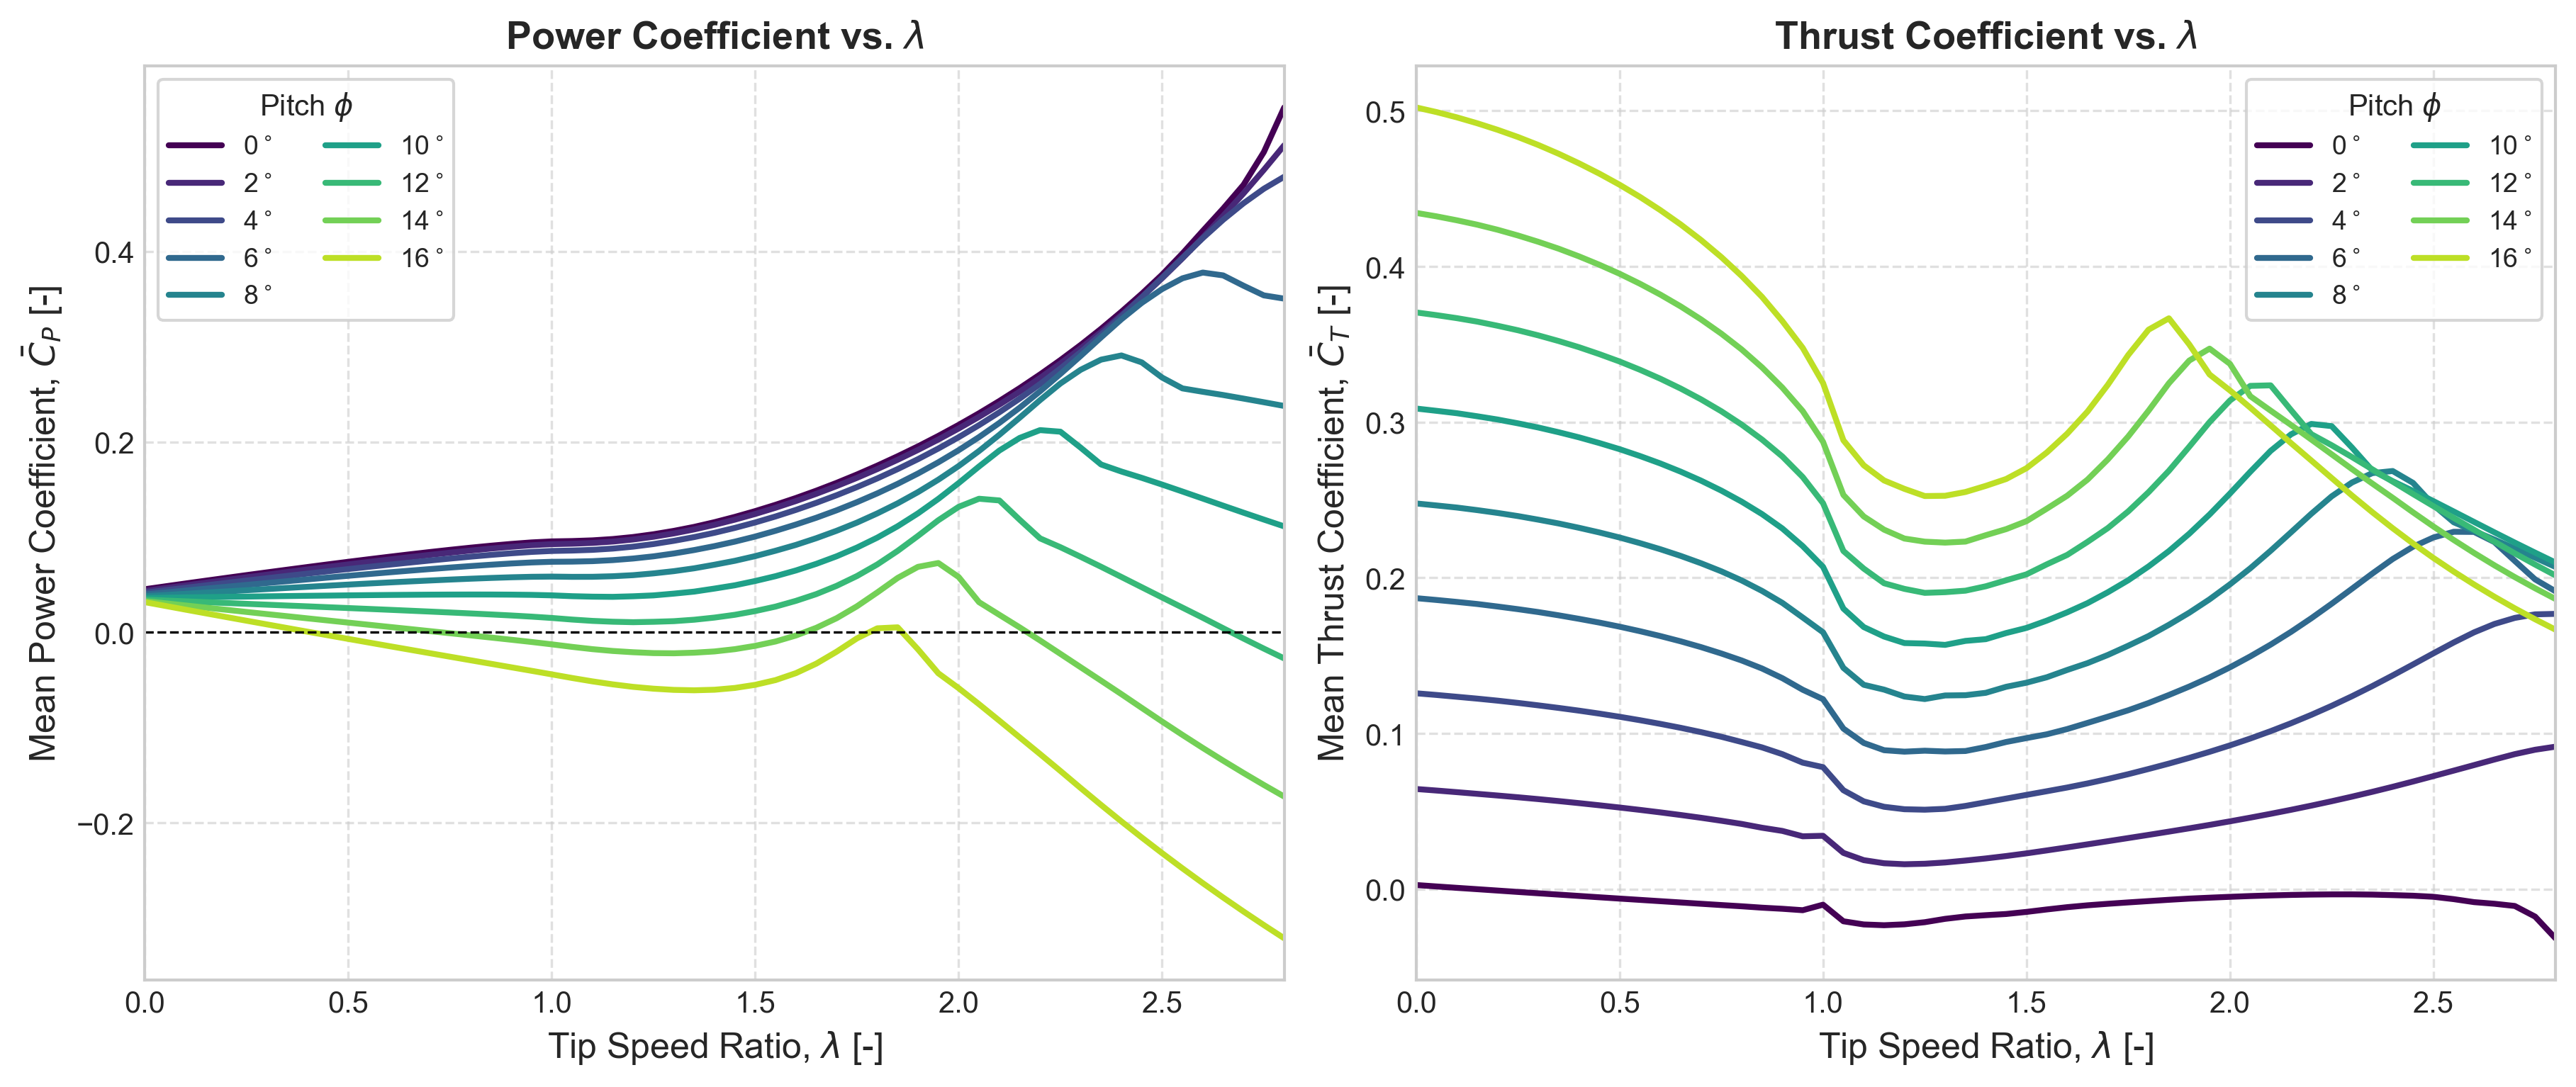 Power Coefficient vs. λ
Pitch ϕ
0°
2°
4°
6°
8°
10°
12°
14°
16°
0.4
0.2
0.0
−0.2
Mean Power Coefficient, C̄_P [-]
0.0 0.5 1.0 1.5 2.0 2.5
Tip Speed Ratio, λ [-]
Thrust Coefficient vs. λ
Pitch ϕ
0°
2°
4°
6°
8°
10°
12°
14°
16°
0.5
0.4
0.3
0.2
0.1
0.0
Mean Thrust Coefficient, C̄_T [-]
0.0 0.5 1.0 1.5 2.0 2.5
Tip Speed Ratio, λ [-]